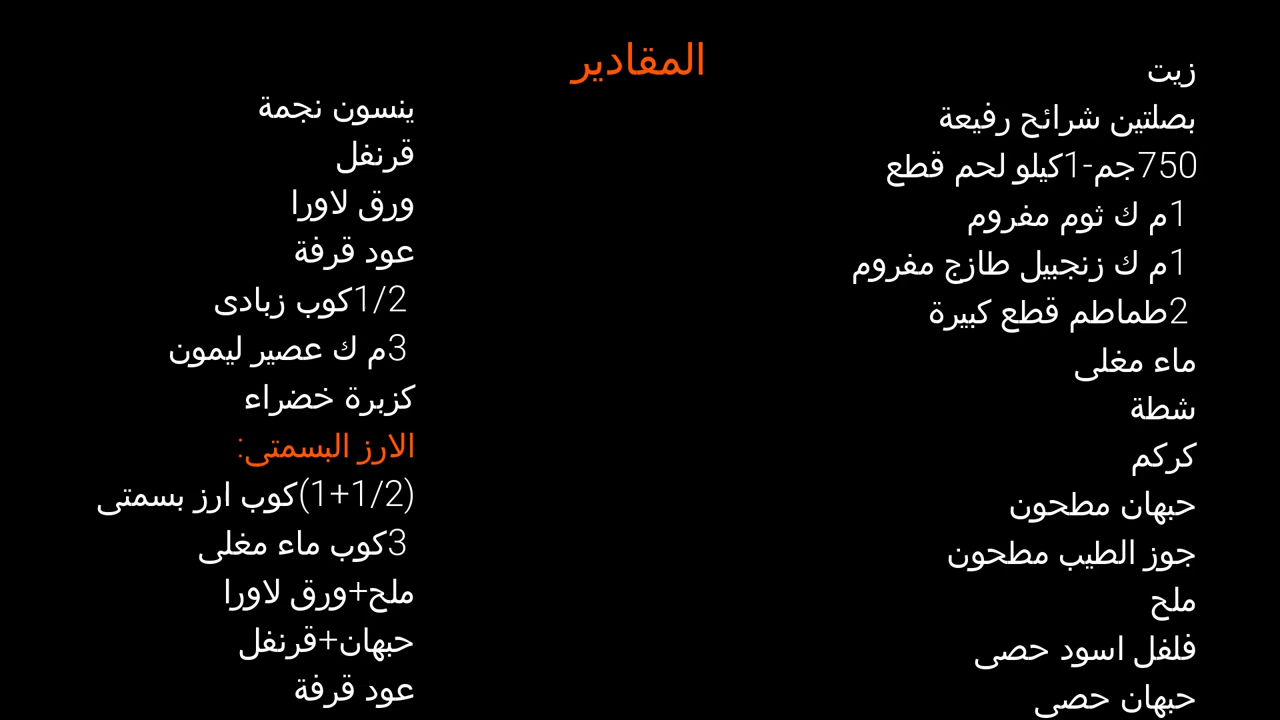 المقادير
زيت
بصلتين شرائح رفيعة
750جم-1كيلو لحم قطع
1م ك ثوم مفروم
1م ك زنجبيل طازج مفروم
2طماطم قطع كبيرة
ماء مغلى
شطة
كركم
حبهان مطحون
جوز الطيب مطحون
ملح
فلفل اسود حصى
حبهان حصى
ينسون نجمة
قرنفل
ورق لاورا
عود قرفة
1/2كوب زبادى
3م ك عصير ليمون
كزبرة خضراء
الارز البسمتى:
(1+1/2)كوب ارز بسمتى
3كوب ماء مغلى
ملح+ورق لاورا
حبهان+قرنفل
عود قرفة